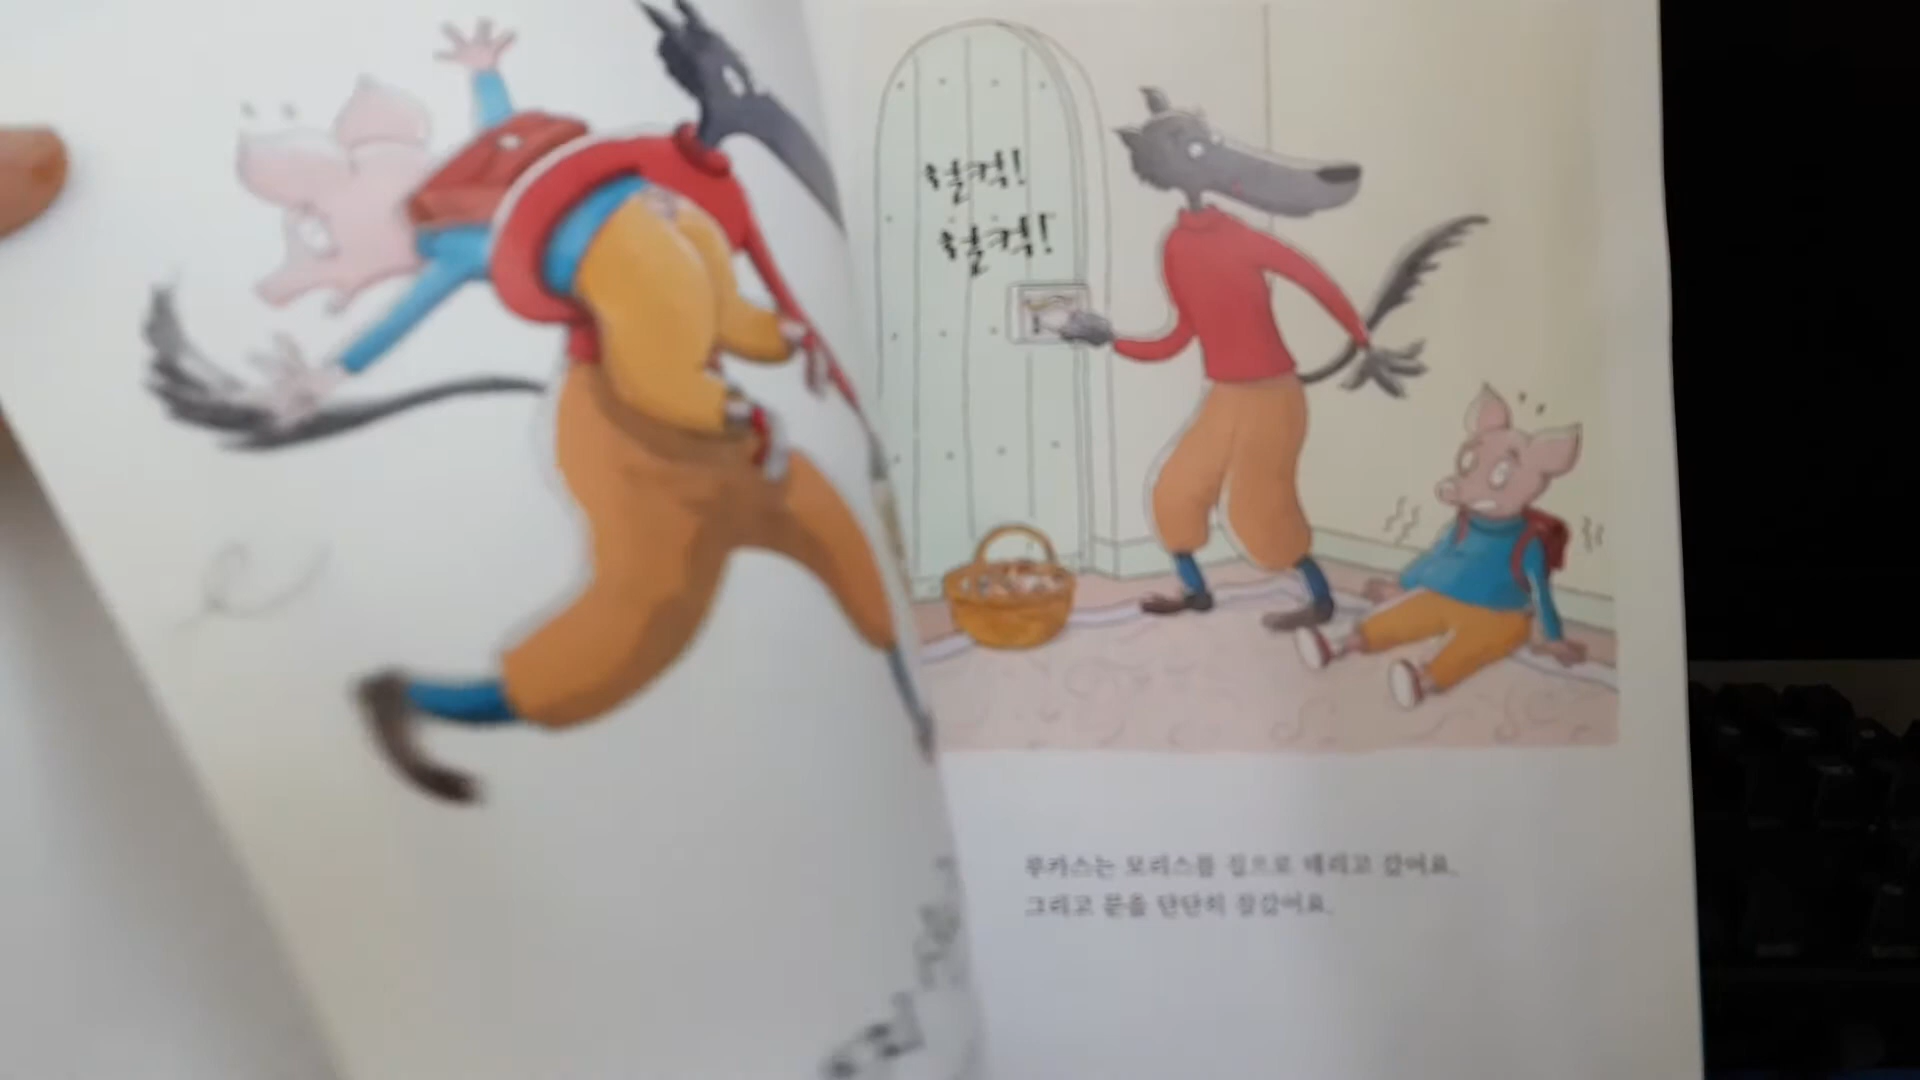 철컥!
철컥!
루카스는 모리스를 집으로 데리고 갔어요.
그리고 문을 단단히 잠갔어요.